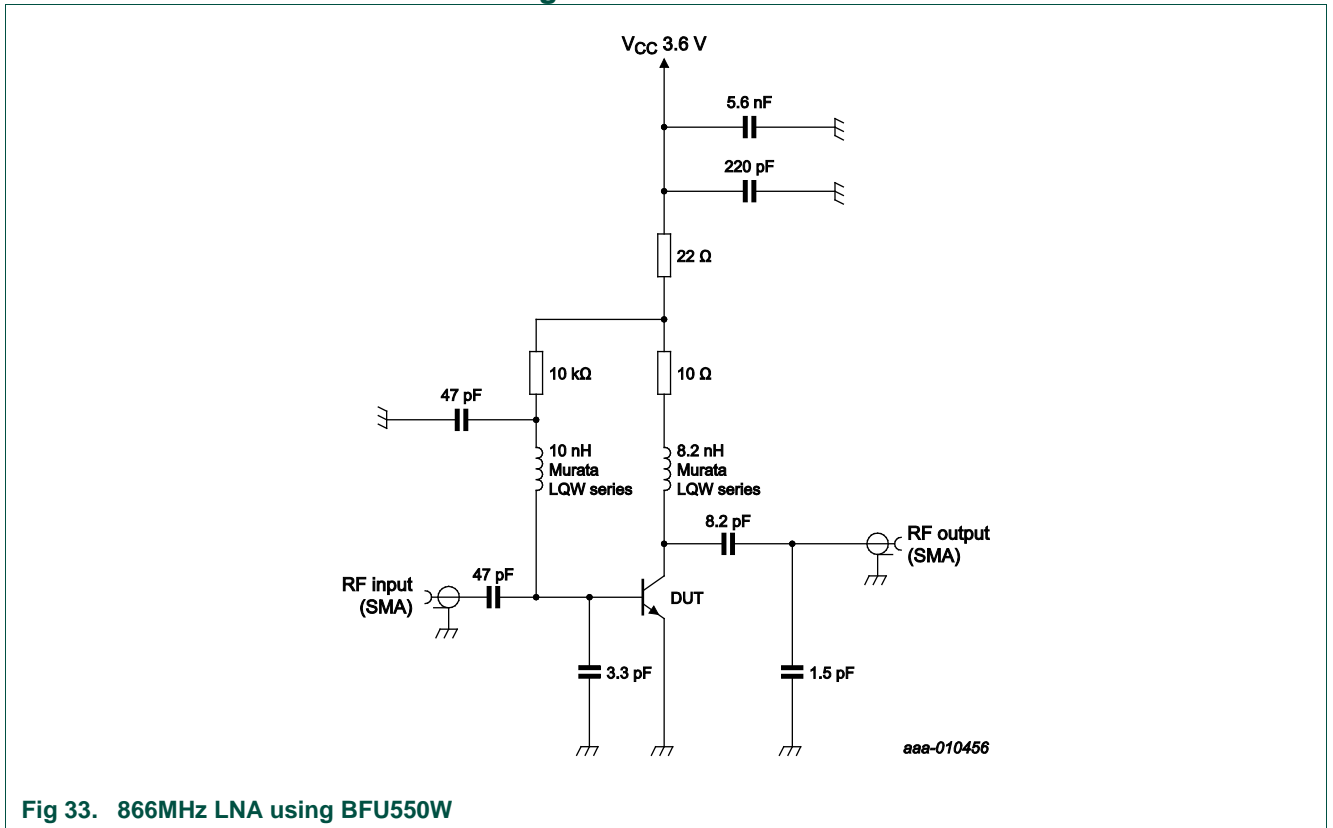 V_CC 3.6 V
5.6 nF
220 pF
22 Ω
10 kΩ
10 Ω
47 pF
10 nH
Murata
LQW series
8.2 nH
Murata
LQW series
8.2 pF
RF output
(SMA)
47 pF
RF input
(SMA)
DUT
3.3 pF
1.5 pF
aaa-010456
Fig 33. 866MHz LNA using BFU550W